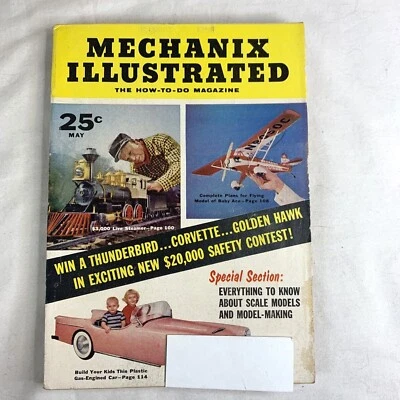 MECHANIX
ILLUSTRATED
THE HOW-TO-DO MAGAZINE
25c
MAY
N4560C
$3,000 Live Steamer—Page 100
Complete Plans for Flying
Model of Baby Ace—Page 108
WIN A THUNDERBIRD...CORVETTE...GOLDEN HAWK
IN EXCITING NEW $20,000 SAFETY CONTEST!
Special Section:
EVERYTHING TO KNOW
ABOUT SCALE MODELS
AND MODEL-MAKING
Build Your Kids This Plastic
Gas-Engined Car—Page 114